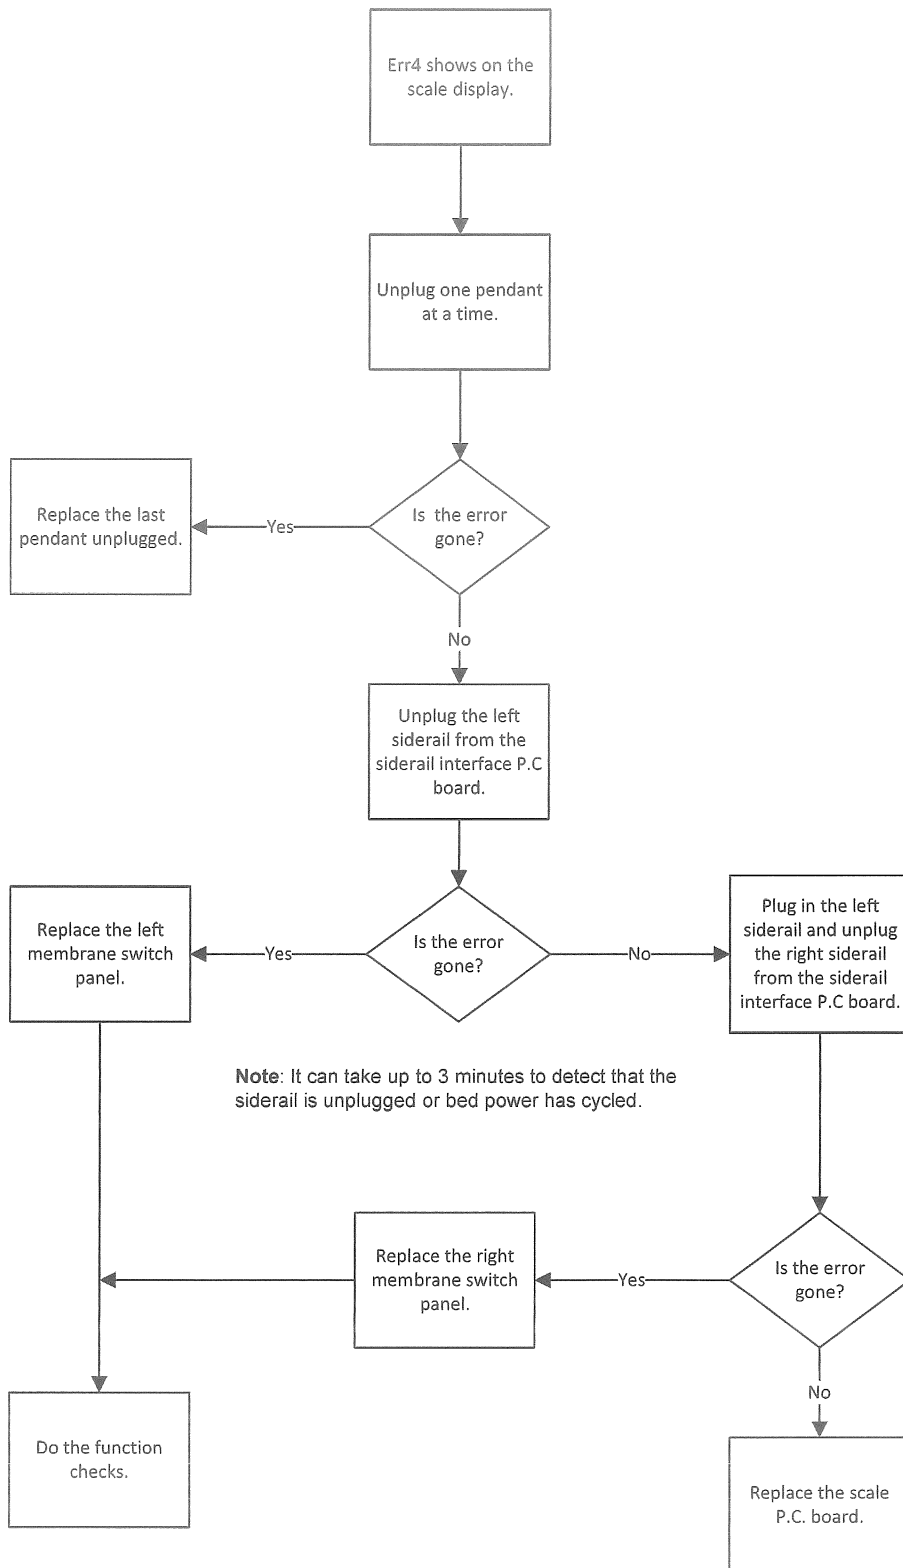 Err4 shows on the
scale display.
Unplug one pendant
at a time.
Is the error
gone?
Yes
Replace the last
pendant unplugged.
No
Unplug the left
siderail from the
siderail interface P.C
board.
Is the error
gone?
Yes
Replace the left
membrane switch
panel.
No
Plug in the left
siderail and unplug
the right siderail
from the siderail
interface P.C board.
Note: It can take up to 3 minutes to detect that the
siderail is unplugged or bed power has cycled.
Is the error
gone?
Yes
Replace the right
membrane switch
panel.
No
Do the function
checks.
Replace the scale
P.C. board.